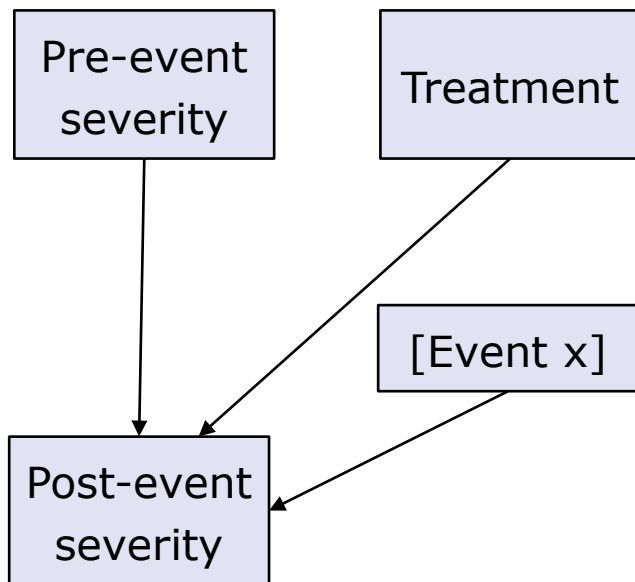 Pre-event
severity
Treatment
[Event x]
Post-event
severity